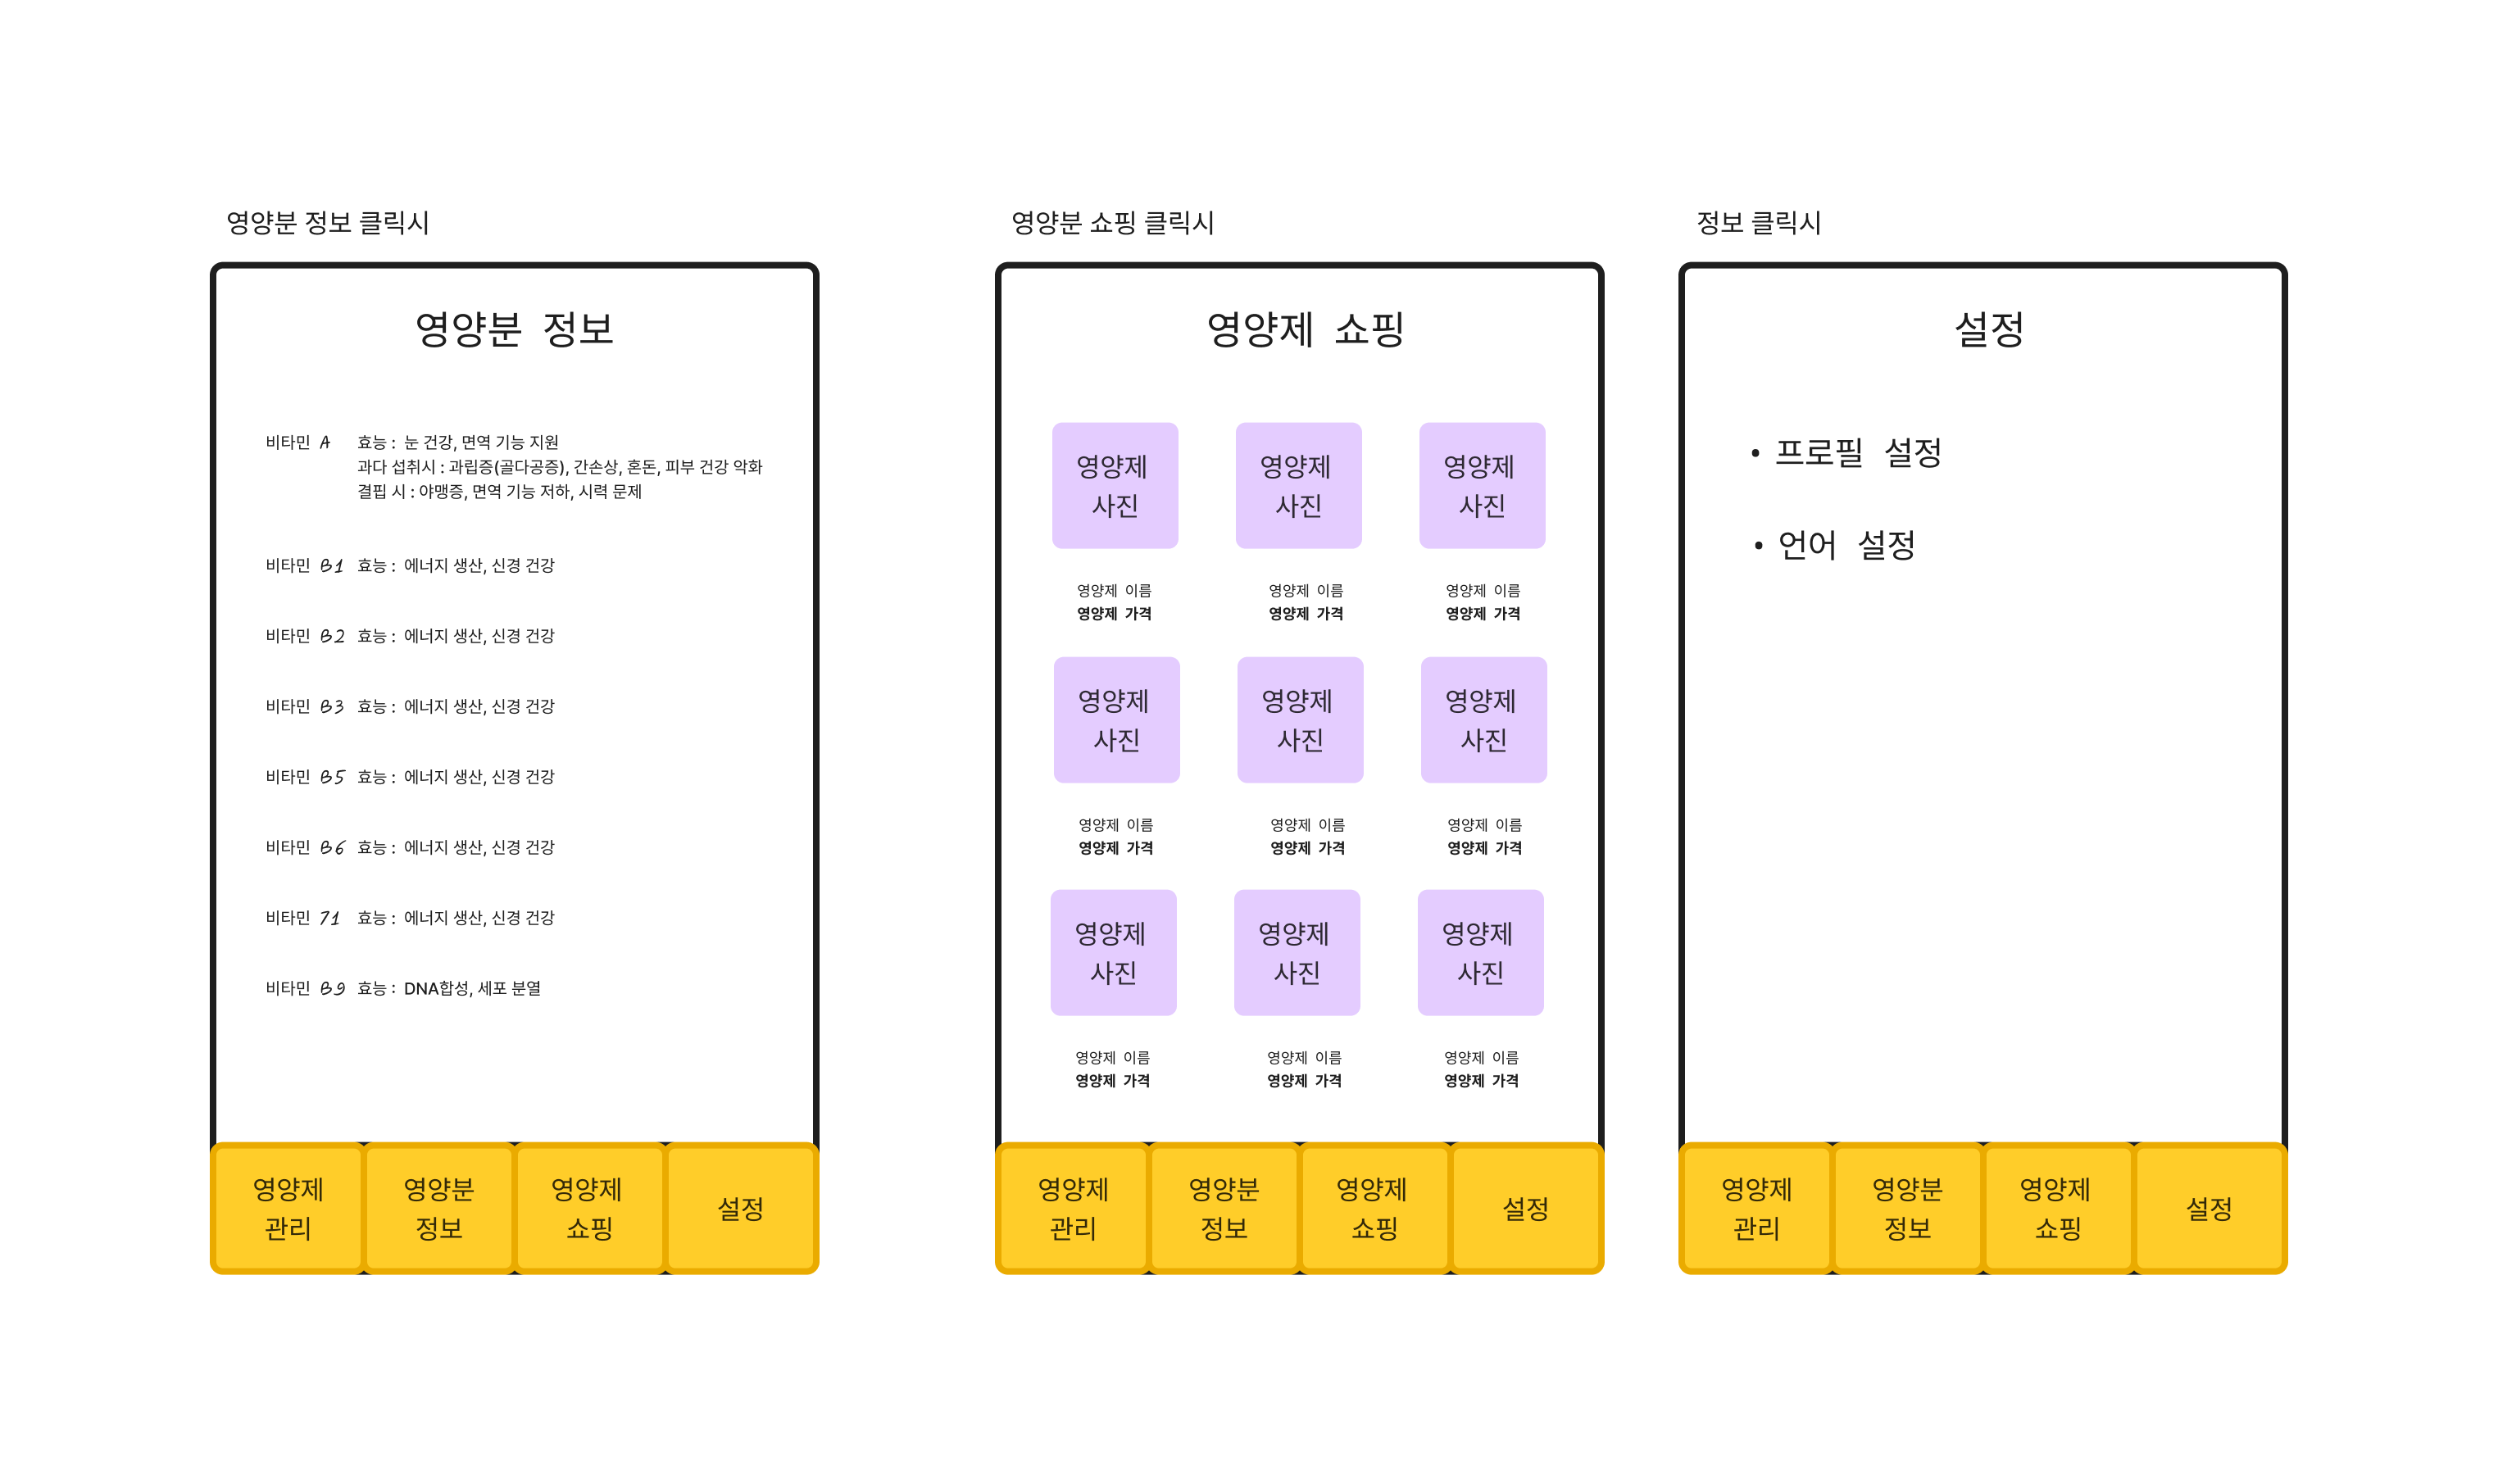 영양분 정보 클릭시
영양분 정보
비타민 A 효능 : 눈 건강, 면역 기능 지원
과다 섭취시 : 과립증(골다공증), 간손상, 혼돈, 피부 건강 악화
결핍 시 : 야맹증, 면역 기능 저하, 시력 문제
비타민 B1 효능 : 에너지 생산, 신경 건강
비타민 B2 효능 : 에너지 생산, 신경 건강
비타민 B3 효능 : 에너지 생산, 신경 건강
비타민 B5 효능 : 에너지 생산, 신경 건강
비타민 B6 효능 : 에너지 생산, 신경 건강
비타민 71 효능 : 에너지 생산, 신경 건강
비타민 B9 효능 : DNA합성, 세포 분열
영양제
관리
영양분
정보
영양제
쇼핑
설정
영양분 쇼핑 클릭시
영양제 쇼핑
영양제
사진
영양제
사진
영양제
사진
영양제 이름
영양제 가격
영양제 이름
영양제 가격
영양제 이름
영양제 가격
영양제
사진
영양제
사진
영양제
사진
영양제 이름
영양제 가격
영양제 이름
영양제 가격
영양제 이름
영양제 가격
영양제
사진
영양제
사진
영양제
사진
영양제 이름
영양제 가격
영양제 이름
영양제 가격
영양제 이름
영양제 가격
영양제
관리
영양분
정보
영양제
쇼핑
설정
정보 클릭시
설정
• 프로필 설정
• 언어 설정
영양제
관리
영양분
정보
영양제
쇼핑
설정